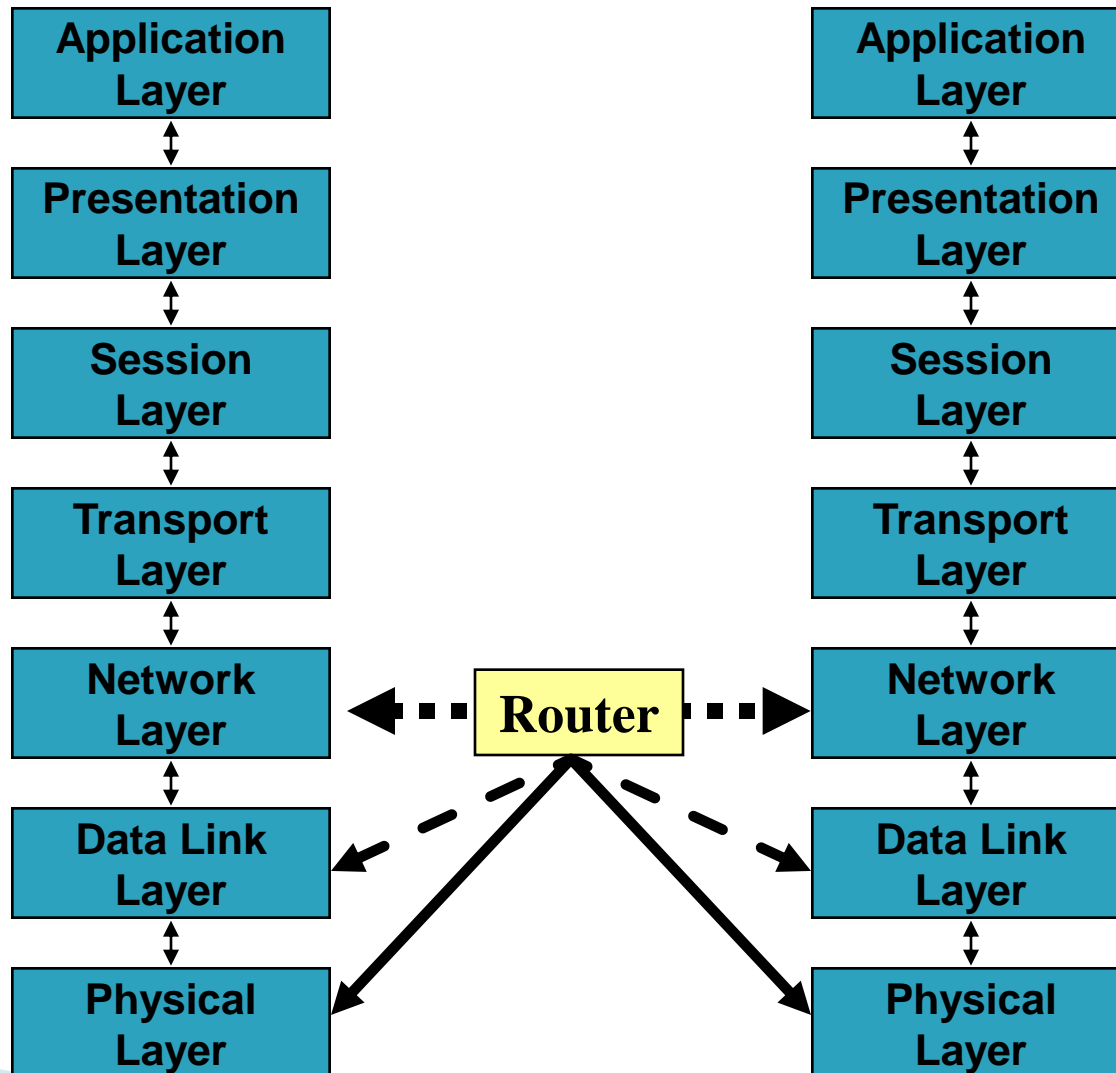 Application
Layer
Presentation
Layer
Session
Layer
Transport
Layer
Network
Layer
Data Link
Layer
Physical
Layer
Router
Application
Layer
Presentation
Layer
Session
Layer
Transport
Layer
Network
Layer
Data Link
Layer
Physical
Layer